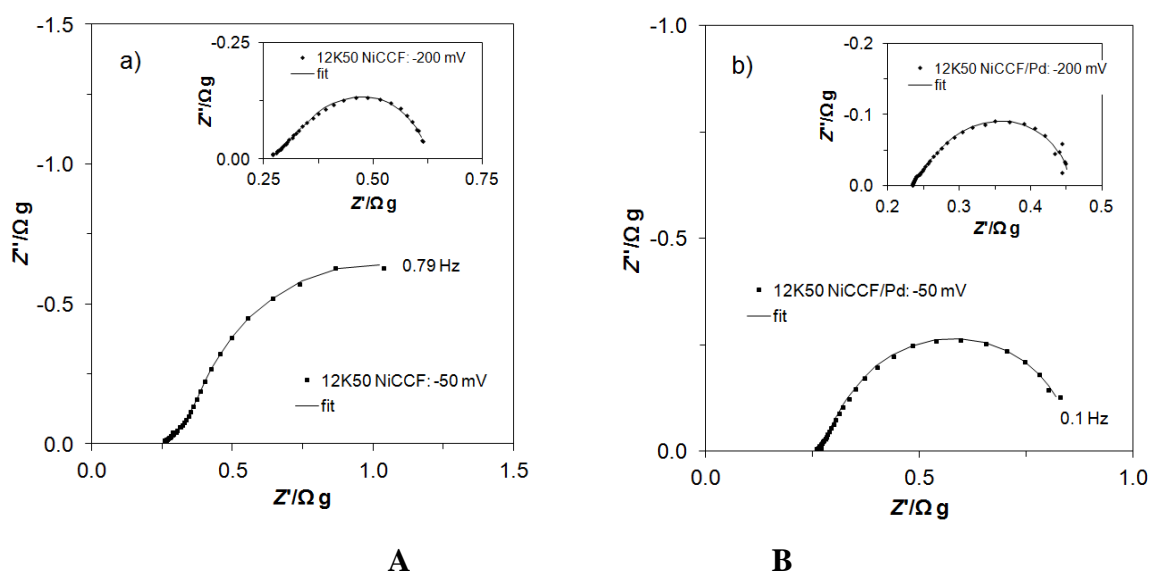 a)
-1.5
-1.0
-0.5
0.0
0.0
0.5
1.0
1.5
Z''/Ω g
Z'/Ω g
-0.25
0.00
0.25
0.50
0.75
Z''/Ω g
Z'/Ω g
12K50 NiCCF: -200 mV
fit
0.79 Hz
12K50 NiCCF: -50 mV
fit
A
b)
-1.0
-0.5
0.0
0.0
0.5
1.0
Z''/Ω g
Z'/Ω g
-0.2
-0.1
0.0
0.2
0.3
0.4
0.5
Z''/Ω g
Z'/Ω g
12K50 NiCCF/Pd: -200 mV
fit
12K50 NiCCF/Pd: -50 mV
fit
0.1 Hz
B